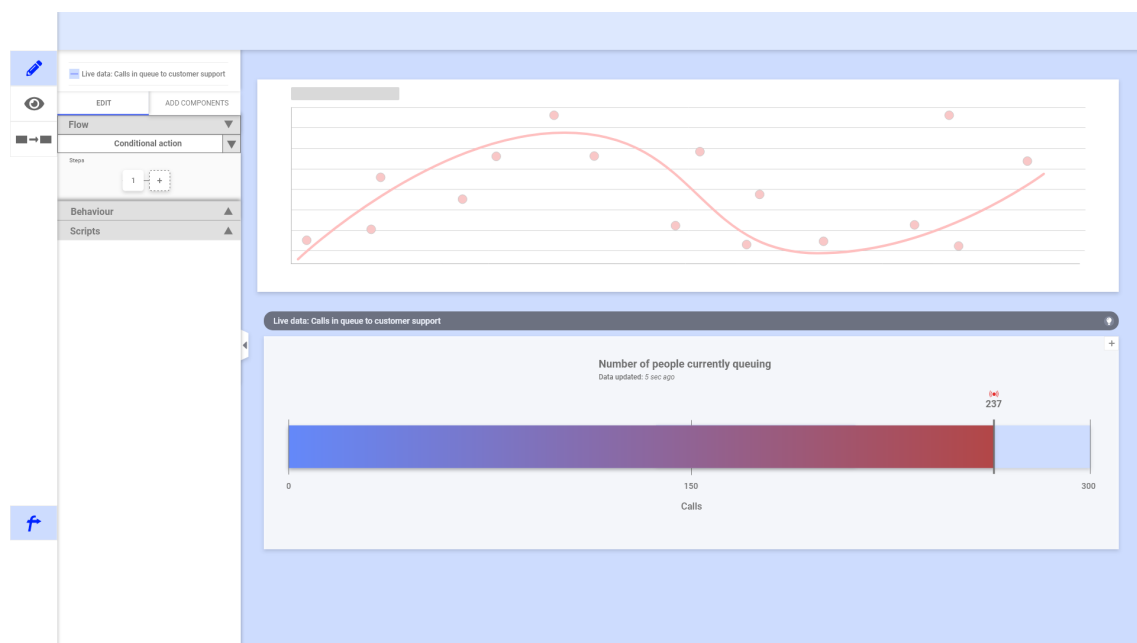 Live data: Calls in queue to customer support
EDIT
ADD COMPONENTS
Flow
Conditional action
Steps
1
+
Behaviour
Scripts
Live data: Calls in queue to customer support
+
Number of people currently queuing
Data updated: 5 sec ago
237
0
150
300
Calls